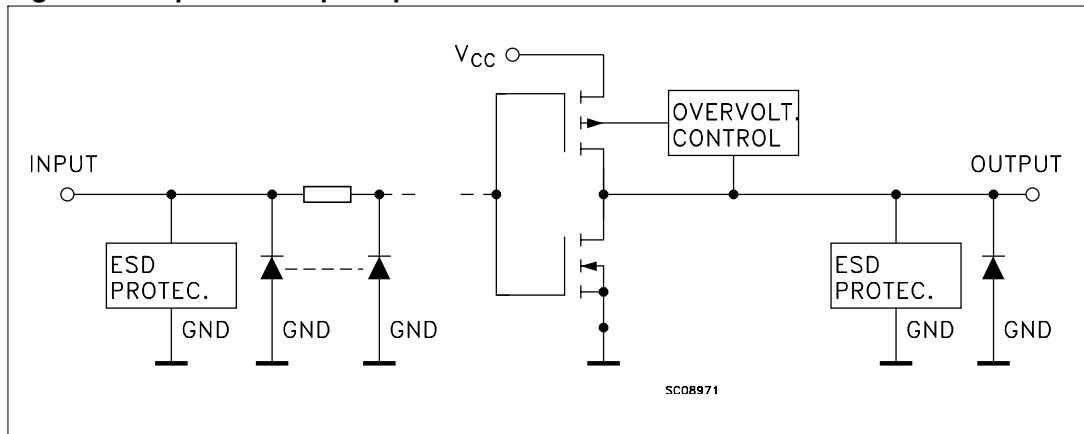 VCC
OVERVOLT.
CONTROL
INPUT
OUTPUT
ESD
PROTEC.
GND
GND
GND
ESD
PROTEC.
GND
GND
SC08971